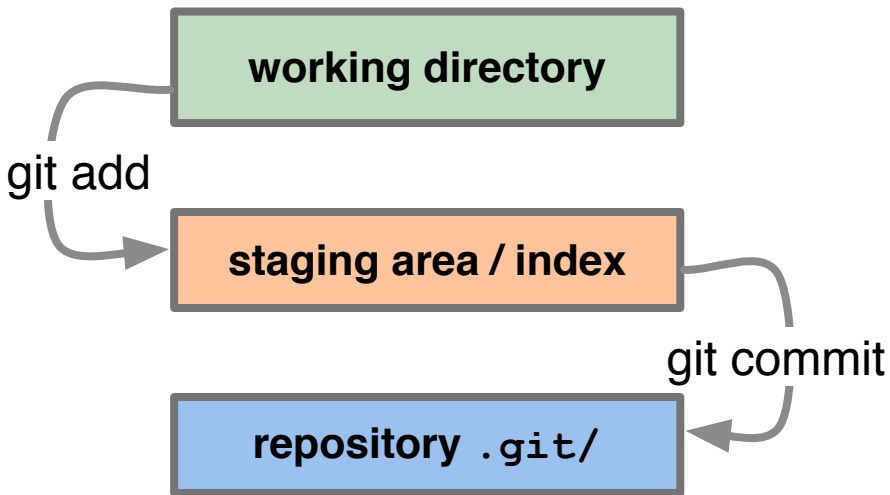 working directory
git add
staging area / index
git commit
repository .git/